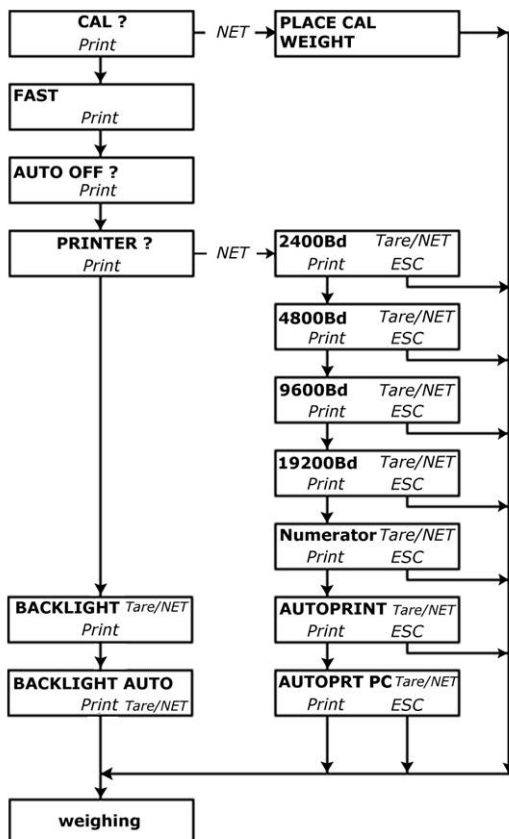 CAL ?
Print
NET
PLACE CAL
WEIGHT
FAST
Print
AUTO OFF ?
Print
PRINTER ?
Print
NET
2400Bd Tare/NET
Print ESC
4800Bd Tare/NET
Print ESC
9600Bd Tare/NET
Print ESC
19200Bd Tare/NET
Print ESC
Numerator Tare/NET
Print ESC
AUTOPRINT Tare/NET
Print ESC
AUTOPRT PC Tare/NET
Print ESC
BACKLIGHT Tare/NET
Print
BACKLIGHT AUTO
Print Tare/NET
weighing